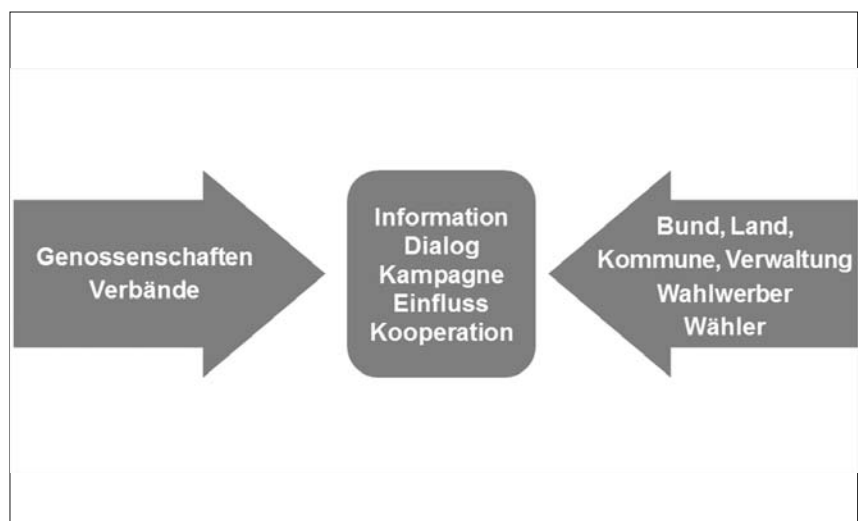 Genossenschaften
Verbände
Information
Dialog
Kampagne
Einfluss
Kooperation
Bund, Land,
Kommune, Verwaltung
Wahlwerber
Wähler